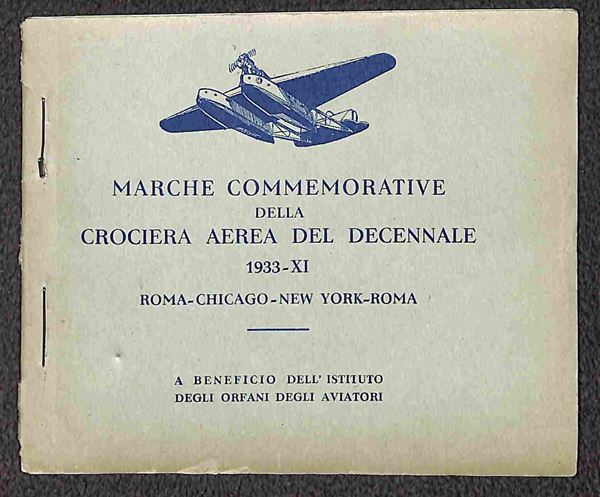 MARCHE COMMEMORATIVE
DELLA
CROCIERA AEREA DEL DECENNALE
1933-XI
ROMA-CHICAGO-NEW YORK-ROMA
A BENEFICIO DELL'ISTITUTO
DEGLI ORFANI DEGLI AVIATORI